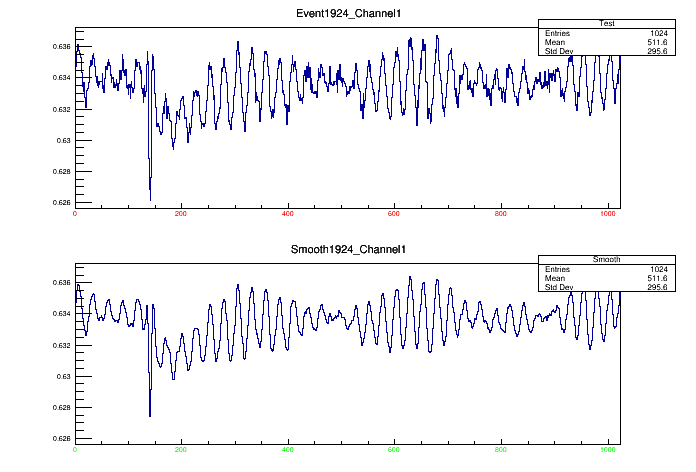 Event1924_Channel1
Test
Entries 1024
Mean 511.6
Std Dev 295.6
0.636
0.634
0.632
0.63
0.628
0.626
0 200 400 600 800 1000
Smooth1924_Channel1
Smooth
Entries 1024
Mean 511.6
Std Dev 295.6
0.636
0.634
0.632
0.63
0.628
0.626
0 200 400 600 800 1000